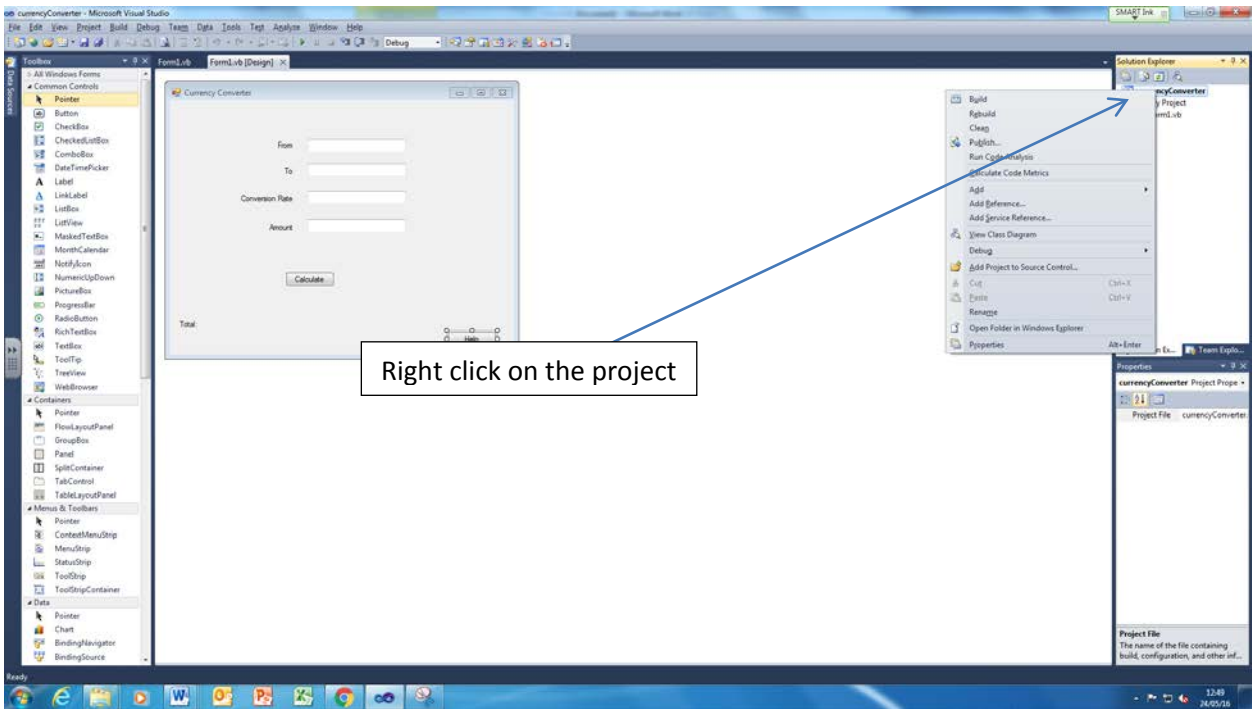 currencyConverter - Microsoft Visual Studio
SMART Ink
File Edit View Project Build Debug Team Data Tools Test Analyze Window Help
Debug
Toolbox
Form1.vb
Form1.vb [Design]
Solution Explorer
Data Sources
All Windows Forms
Common Controls
Pointer
Button
CheckBox
CheckedListBox
ComboBox
DateTimePicker
Label
LinkLabel
ListBox
ListView
MaskedTextBox
MonthCalendar
NotifyIcon
NumericUpDown
PictureBox
ProgressBar
RadioButton
RichTextBox
TextBox
ToolTip
TreeView
WebBrowser
Containers
Pointer
FlowLayoutPanel
GroupBox
Panel
SplitContainer
TabControl
TableLayoutPanel
Menus & Toolbars
Pointer
ContextMenuStrip
MenuStrip
StatusStrip
ToolStrip
ToolStripContainer
Data
Pointer
Chart
BindingNavigator
BindingSource
Currency Converter
From
To
Conversion Rate
Amount
Calculate
Total
Help
Right click on the project
Build
Rebuild
Clean
Publish...
Run Code Analysis
Calculate Code Metrics
Add
Add Reference...
Add Service Reference...
View Class Diagram
Debug
Add Project to Source Control...
Cut Ctrl+X
Paste Ctrl+V
Rename
Open Folder in Windows Explorer
Properties Alt+Enter
ncyConverter
y Project
rm1.vb
n Ex...
Team Explo...
Properties
currencyConverter Project Prope
Project File currencyConverter.
Project File
The name of the file containing
build, configuration, and other inf...
Ready
12:49
24/05/16